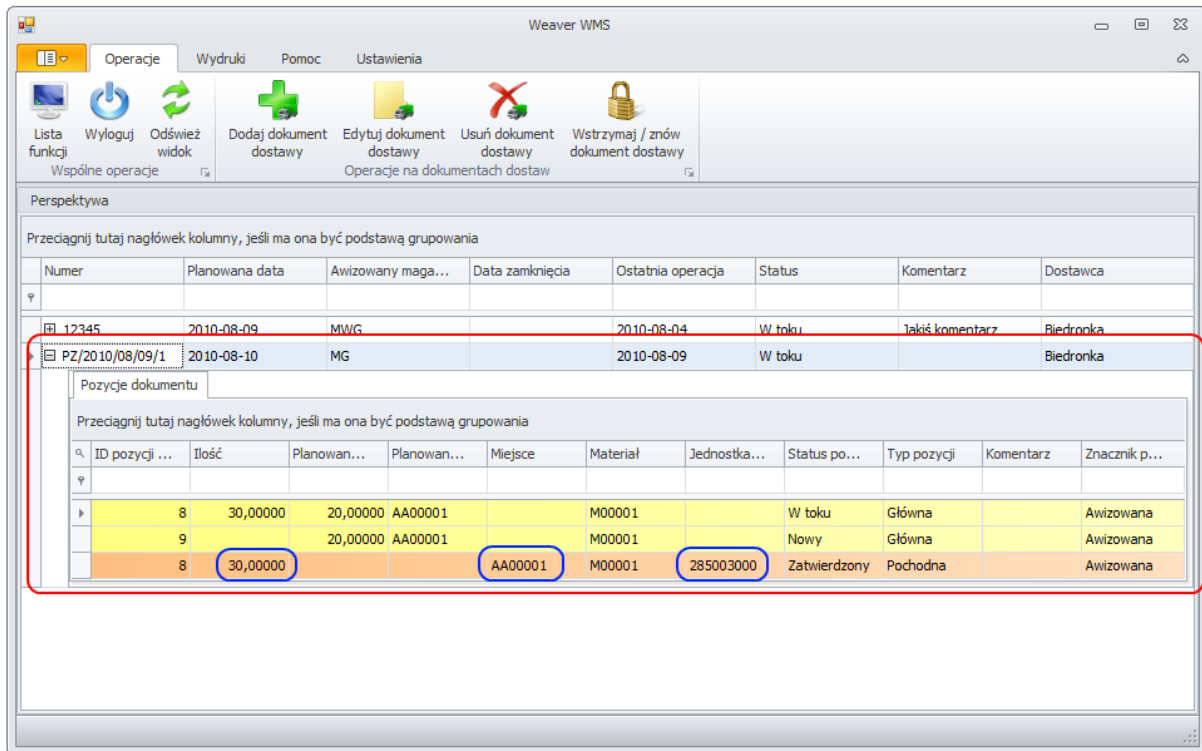 Weaver WMS
Operacje Wydruki Pomoc Ustawienia
Lista funkcji Wyloguj Odśwież widok Dodaj dokument dostawy Edytuj dokument dostawy Usuń dokument dostawy Wstrzymaj / znów dokument dostawy
Wspólne operacje Operacje na dokumentach dostaw
Perspektywa
Przeciągnij tutaj nagłówek kolumny, jeśli ma ona być podstawą grupowania
Numer Planowana data Awizowany maga... Data zamknięcia Ostatnia operacja Status Komentarz Dostawca
12345 2010-08-09 MWG 2010-08-04 W toku Jakiś komentarz Biedronka
PZ/2010/08/09/1 2010-08-10 MG 2010-08-09 W toku Biedronka
Pozycje dokumentu
Przeciągnij tutaj nagłówek kolumny, jeśli ma ona być podstawą grupowania
ID pozycji ... Ilość Planowan... Planowan... Miejsce Materiał Jednostka... Status po... Typ pozycji Komentarz Znacznik p...
8 30,00000 20,00000 AA00001 M00001 W toku Główna Awizowana
9 20,00000 AA00001 M00001 Nowy Główna Awizowana
8 30,00000 AA00001 M00001 285003000 Zatwierdzony Pochodna Awizowana